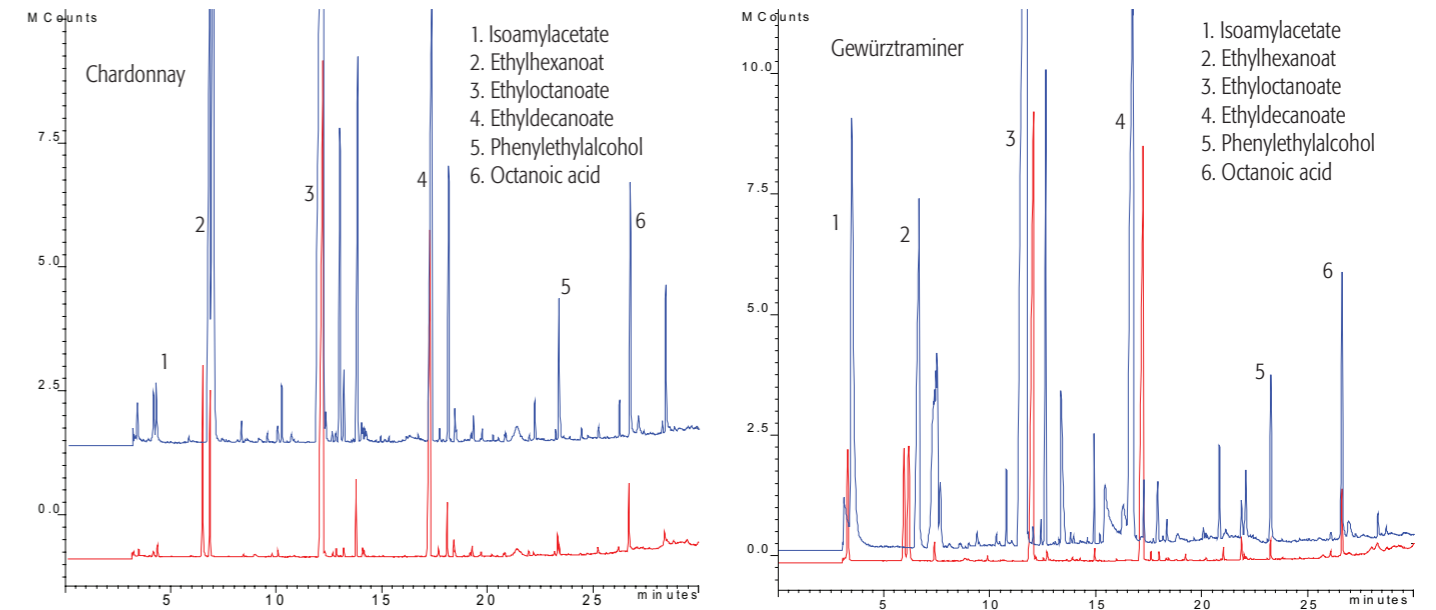 MCounts
Chardonnay
1. Isoamylacetate
2. Ethylhexanoat
3. Ethyloctanoate
4. Ethyldecanoate
5. Phenylethylalcohol
6. Octanoic acid
7.5
5.0
2.5
0.0
1
2
3
4
5
6
5
10
15
20
25
minutes
MCounts
Gewürztraminer
1. Isoamylacetate
2. Ethylhexanoat
3. Ethyloctanoate
4. Ethyldecanoate
5. Phenylethylalcohol
6. Octanoic acid
10.0
7.5
5.0
2.5
0.0
1
2
3
4
5
6
5
10
15
20
25
minutes